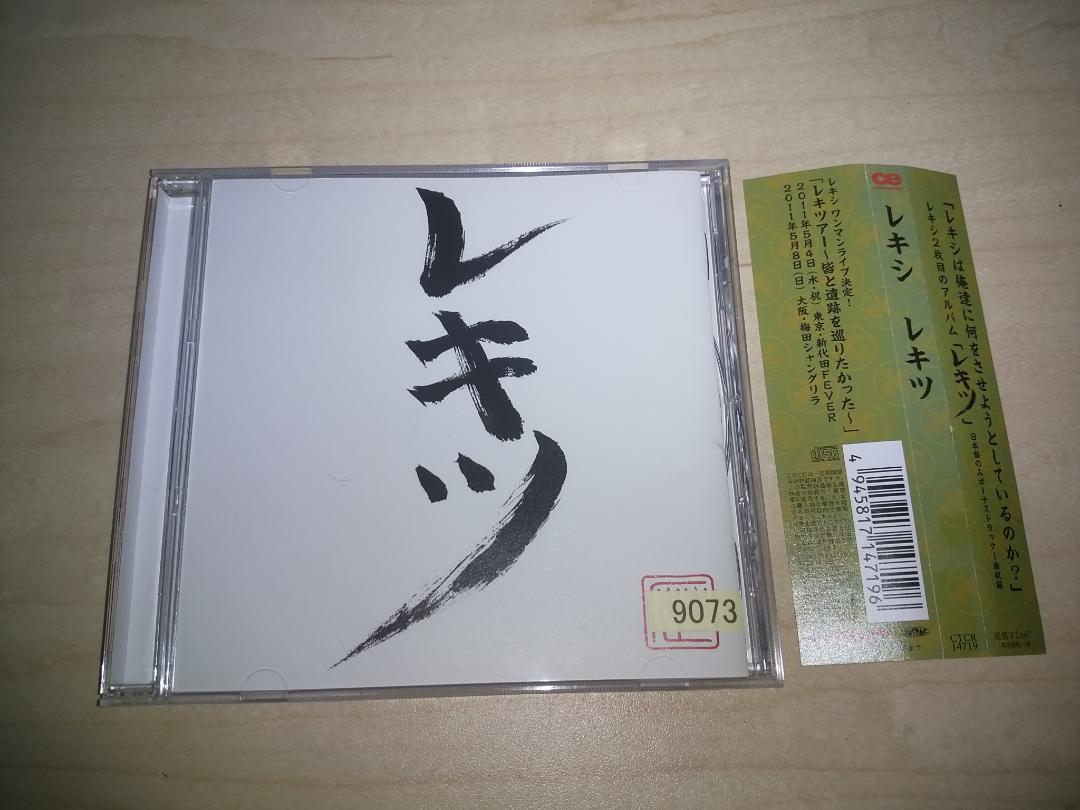 レキツ
9073
「レキシは俺達に何をさせようとしているのか?」
レキシ2枚目のアルバム「レキツ」
日本盤のみボーナストラック1曲収録
定価¥2,667
CTCR
14719
ce
レキシ レキツ
4945817147196
レキシ ワンマンライブ決定!
「レキツアー〜皆と遺跡を巡りたかった〜」
2011年5月4日(水・祝)東京・新代田FEVER
2011年5月8日(日) 大阪・梅田シャングリラ